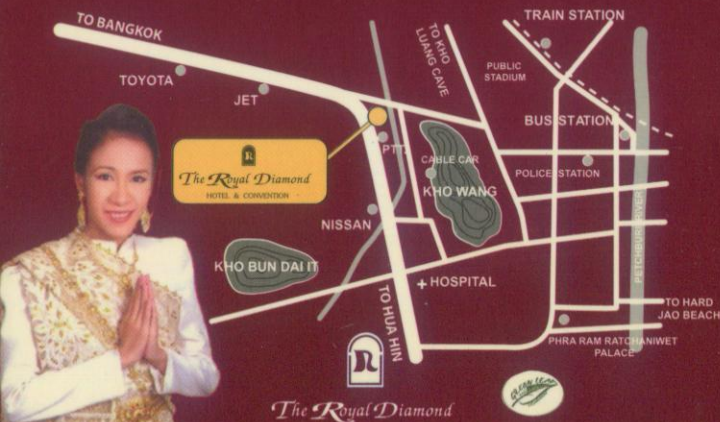 TRAIN STATION
TO BANGKOK
TO KHO
LUANG CAVE
PUBLIC
STADIUM
TOYOTA
JET
BUS STATION
PTT
CABLE CAR
POLICE STATION
The Royal Diamond
HOTEL & CONVENTION
KHO WANG
NISSAN
PETCHBURI RIVER
KHO BUN DAI IT
HOSPITAL
TO HUA HIN
TO HARD
JAO BEACH
PHRA RAM RATCHANIWET
PALACE
GREEN LEAF
The Royal Diamond